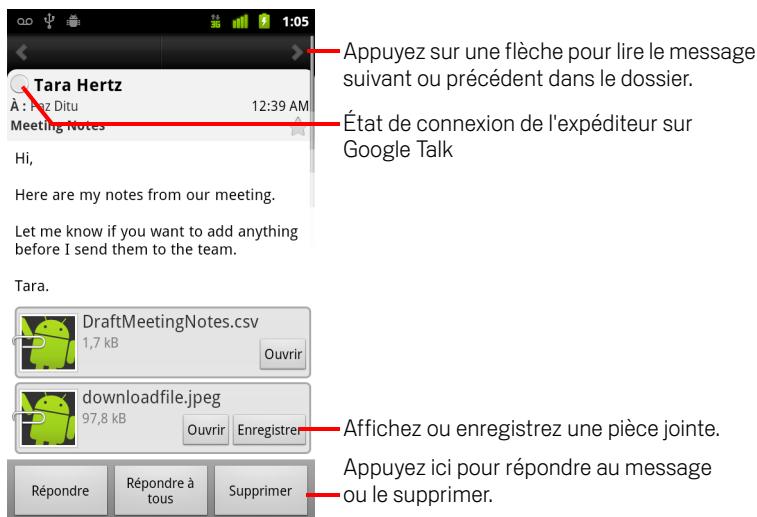 3G 1:05
Appuyez sur une flèche pour lire le message
suivant ou précédent dans le dossier.
Tara Hertz
À : Paz Ditu 12:39 AM
Meeting Notes
État de connexion de l'expéditeur sur
Google Talk
Hi,
Here are my notes from our meeting.
Let me know if you want to add anything
before I send them to the team.
Tara.
DraftMeetingNotes.csv
1,7 kB
Ouvrir
downloadfile.jpeg
97,8 kB
Ouvrir Enregistrer
Affichez ou enregistrez une pièce jointe.
Répondre
Répondre à
tous
Supprimer
Appuyez ici pour répondre au message
ou le supprimer.